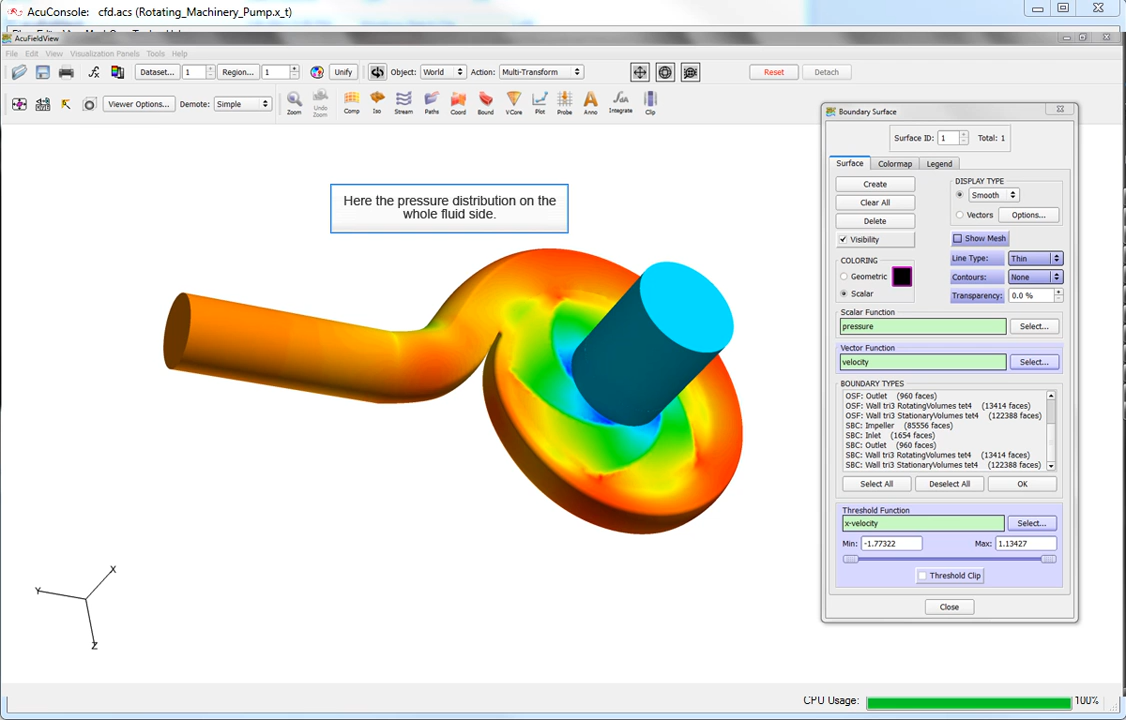 AcuConsole: cfd.acs (Rotating_Machinery_Pump.x_t)
AcuFieldView
File Edit View Visualization Panels Tools Help
Dataset... 1 Region... 1 Unify Object: World Action: Multi-Transform Reset Detach
Viewer Options... Demote: Simple Zoom Undo Zoom Comp Iso Stream Paths Coord Bound VCore Plot Probe Anno Integrate Clip
Here the pressure distribution on the
whole fluid side.
X
Y
Z
Boundary Surface
Surface ID: 1 Total: 1
Surface Colormap Legend
Create
Clear All
Delete
Visibility
DISPLAY TYPE
Smooth
Vectors Options...
Show Mesh
COLORING
Geometric
Scalar
Line Type: Thin
Contours: None
Transparency: 0.0 %
Scalar Function
pressure Select...
Vector Function
velocity Select...
BOUNDARY TYPES
OSF: Outlet (960 faces)
OSF: Wall tri3 RotatingVolumes tet4 (13414 faces)
OSF: Wall tri3 StationaryVolumes tet4 (122388 faces)
SBC: Impeller (85556 faces)
SBC: Inlet (1654 faces)
SBC: Outlet (960 faces)
SBC: Wall tri3 RotatingVolumes tet4 (13414 faces)
SBC: Wall tri3 StationaryVolumes tet4 (122388 faces)
Select All Deselect All OK
Threshold Function
x-velocity Select...
Min: -1.77322 Max: 1.13427
Threshold Clip
Close
CPU Usage: 100%